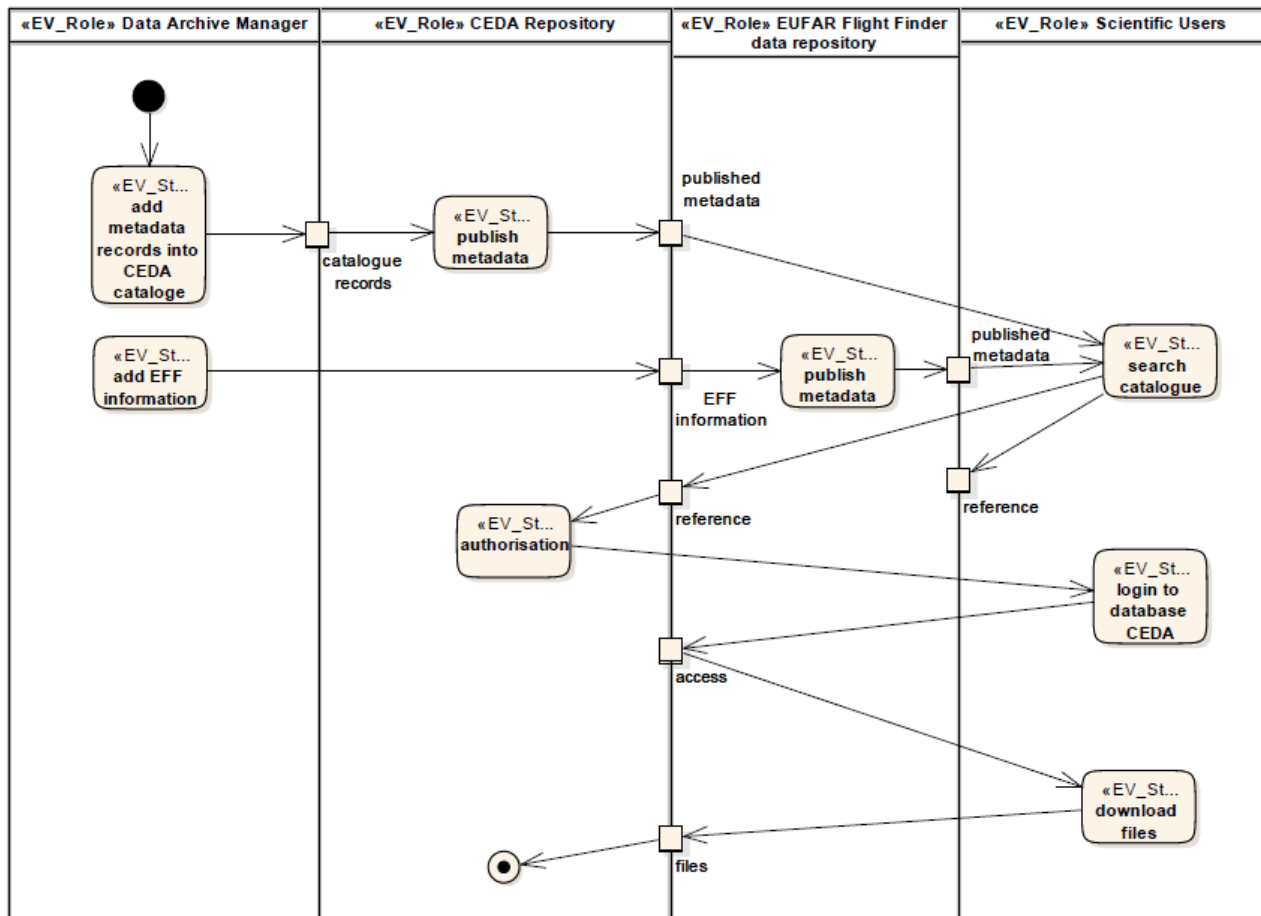 «EV_Role» Data Archive Manager
«EV_Role» CEDA Repository
«EV_Role» EUFAR Flight Finder
data repository
«EV_Role» Scientific Users
«EV_St...
add
metadata
records into
CEDA
cataloge
catalogue
records
«EV_St...
publish
metadata
published
metadata
«EV_St...
add EFF
information
EFF
information
«EV_St...
publish
metadata
published
metadata
«EV_St...
search
catalogue
reference
reference
«EV_St...
authorisation
«EV_St...
login to
database
CEDA
access
«EV_St...
download
files
files